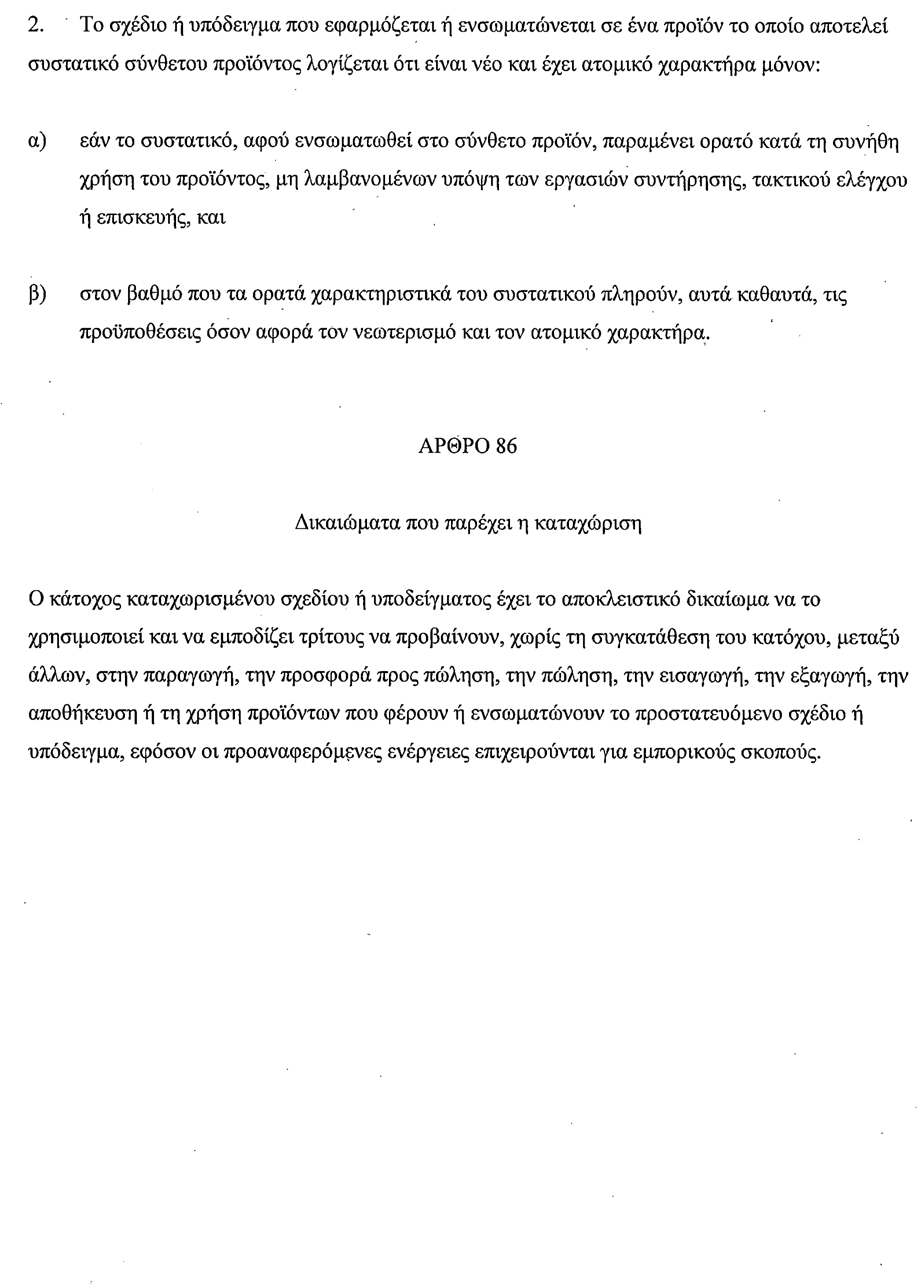 2. Το σχέδιο ή υπόδειγμα που εφαρμόζεται ή ενσωματώνεται σε ένα προϊόν το οποίο αποτελεί
συστατικό σύνθετου προϊόντος λογίζεται ότι είναι νέο και έχει ατομικό χαρακτήρα μόνον:
α) εάν το συστατικό, αφού ενσωματωθεί στο σύνθετο προϊόν, παραμένει ορατό κατά τη συνήθη
χρήση του προϊόντος, μη λαμβανομένων υπόψη των εργασιών συντήρησης, τακτικού ελέγχου
ή επισκευής, και
β) στον βαθμό που τα ορατά χαρακτηριστικά του συστατικού πληρούν, αυτά καθαυτά, τις
προϋποθέσεις όσον αφορά τον νεωτερισμό και τον ατομικό χαρακτήρα.
ΑΡΘΡΟ 86
Δικαιώματα που παρέχει η καταχώριση
Ο κάτοχος καταχωρισμένου σχεδίου ή υποδείγματος έχει το αποκλειστικό δικαίωμα να το
χρησιμοποιεί και να εμποδίζει τρίτους να προβαίνουν, χωρίς τη συγκατάθεση του κατόχου, μεταξύ
άλλων, στην παραγωγή, την προσφορά προς πώληση, την πώληση, την εισαγωγή, την εξαγωγή, την
αποθήκευση ή τη χρήση προϊόντων που φέρουν ή ενσωματώνουν το προστατευόμενο σχέδιο ή
υπόδειγμα, εφόσον οι προαναφερόμενες ενέργειες επιχειρούνται για εμπορικούς σκοπούς.